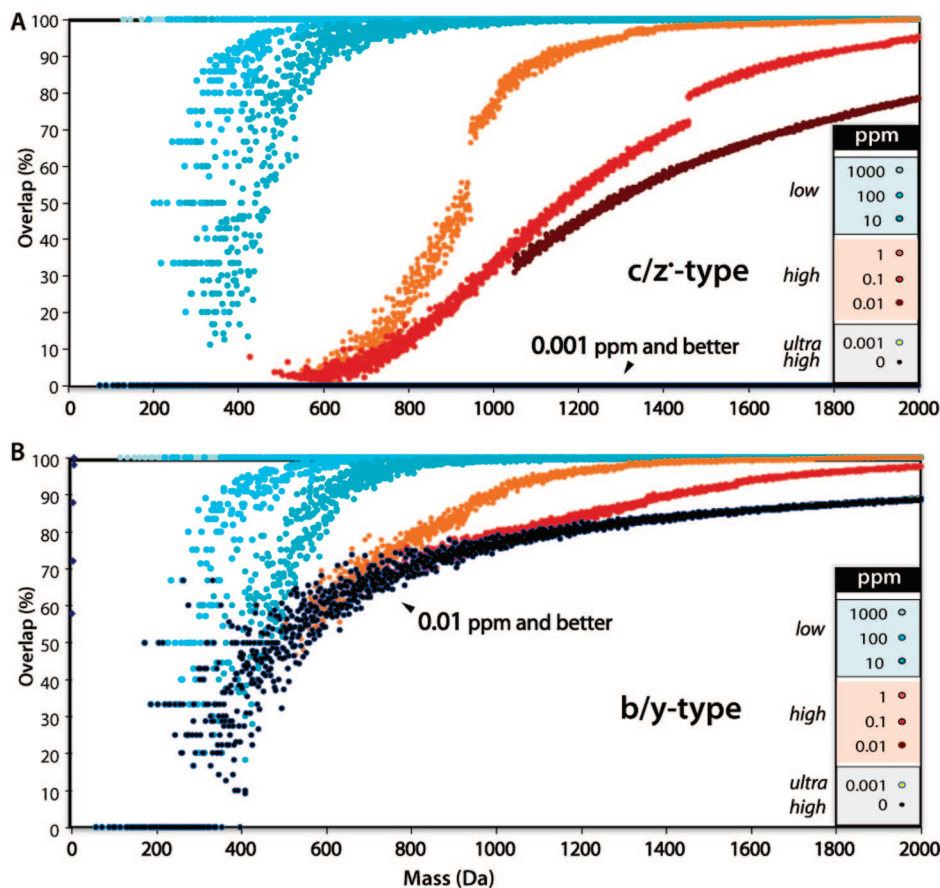 A
Overlap (%)
100
90
80
70
60
50
40
30
20
10
0
0 200 400 600 800 1000 1200 1400 1600 1800 2000
c/z•-type
0.001 ppm and better
ppm
low
1000
100
10
high
1
0.1
0.01
ultra high
0.001
0
B
Overlap (%)
100
90
80
70
60
50
40
30
20
10
0
0 200 400 600 800 1000 1200 1400 1600 1800 2000
Mass (Da)
0.01 ppm and better
b/y-type
ppm
low
1000
100
10
high
1
0.1
0.01
ultra high
0.001
0